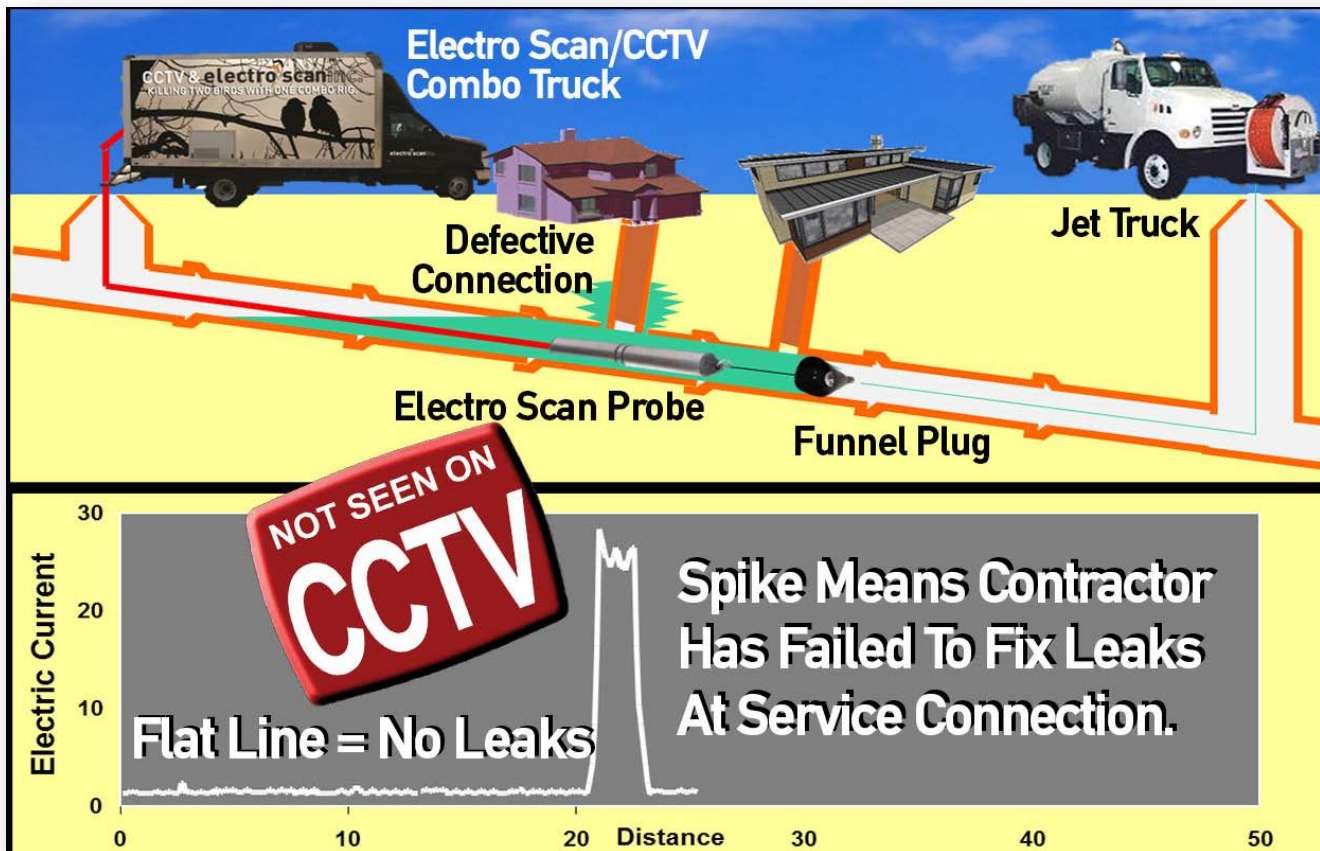 Electro Scan/CCTV
Combo Truck
CCTV & electro scan inc.
KILLING TWO BIRDS WITH ONE COMBO RIG.
electro scan inc.
Defective
Connection
Jet Truck
Electro Scan Probe
Funnel Plug
NOT SEEN ON
CCTV
Spike Means Contractor
Has Failed To Fix Leaks
At Service Connection.
Flat Line = No Leaks
Electric Current
30
20
10
0
0 10 20 Distance 30 40 50